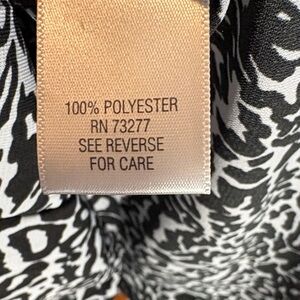 100% POLYESTER
RN 73277
SEE REVERSE
FOR CARE